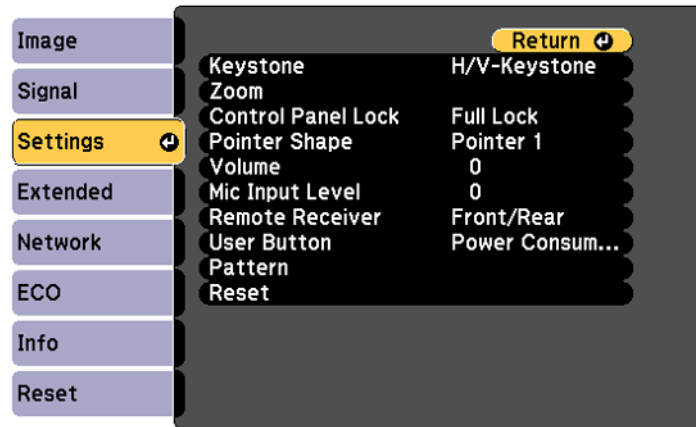 Image
Signal
Settings
Extended
Network
ECO
Info
Reset
Return
Keystone H/V-Keystone
Zoom
Control Panel Lock Full Lock
Pointer Shape Pointer 1
Volume 0
Mic Input Level 0
Remote Receiver Front/Rear
User Button Power Consum...
Pattern
Reset